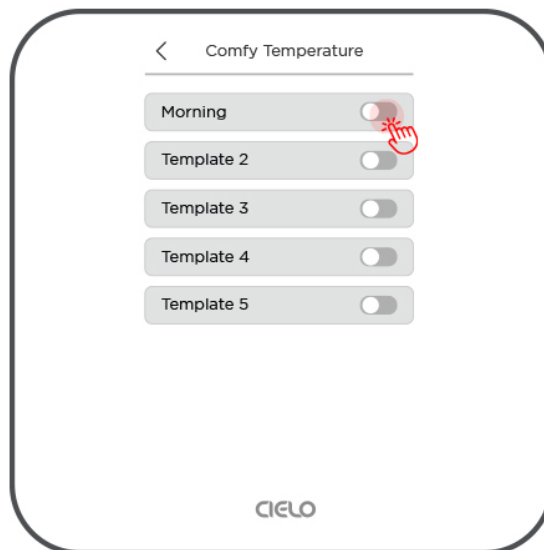 Comfy Temperature
Morning
Template 2
Template 3
Template 4
Template 5
CIELO